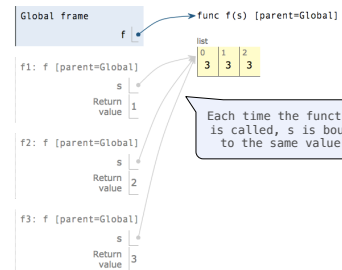 Global frame
f
func f(s) [parent=Global]
list
0 1 2
3 3 3
f1: f [parent=Global]
s
Return value 1
Each time the funct
is called, s is bou
to the same value
f2: f [parent=Global]
s
Return value 2
f3: f [parent=Global]
s
Return value 3